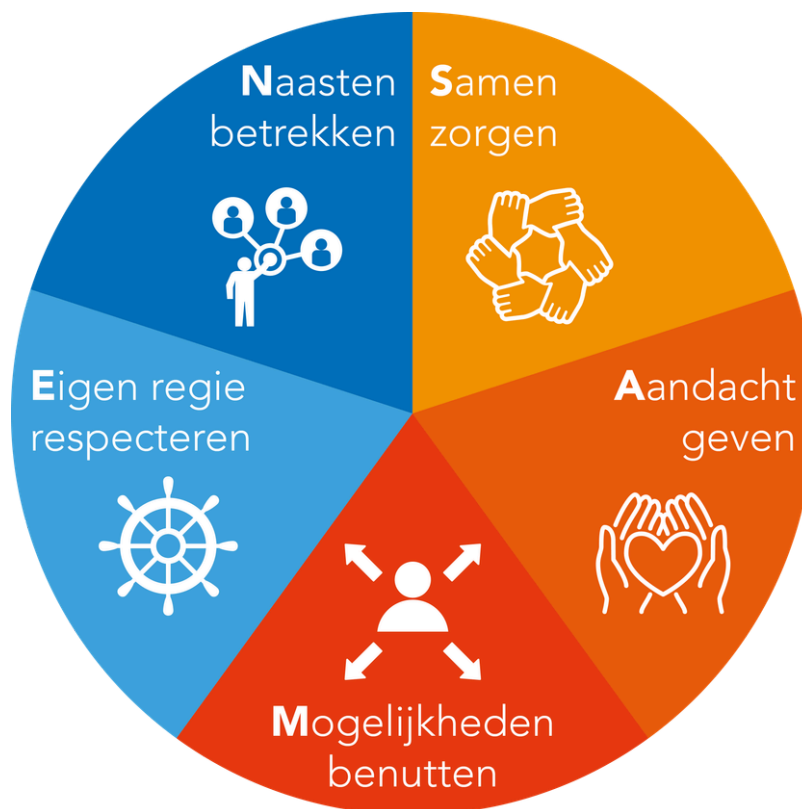 Samen
zorgen
Aandacht
geven
Mogelijkheden
benutten
Eigen regie
respecteren
Naasten
betrekken